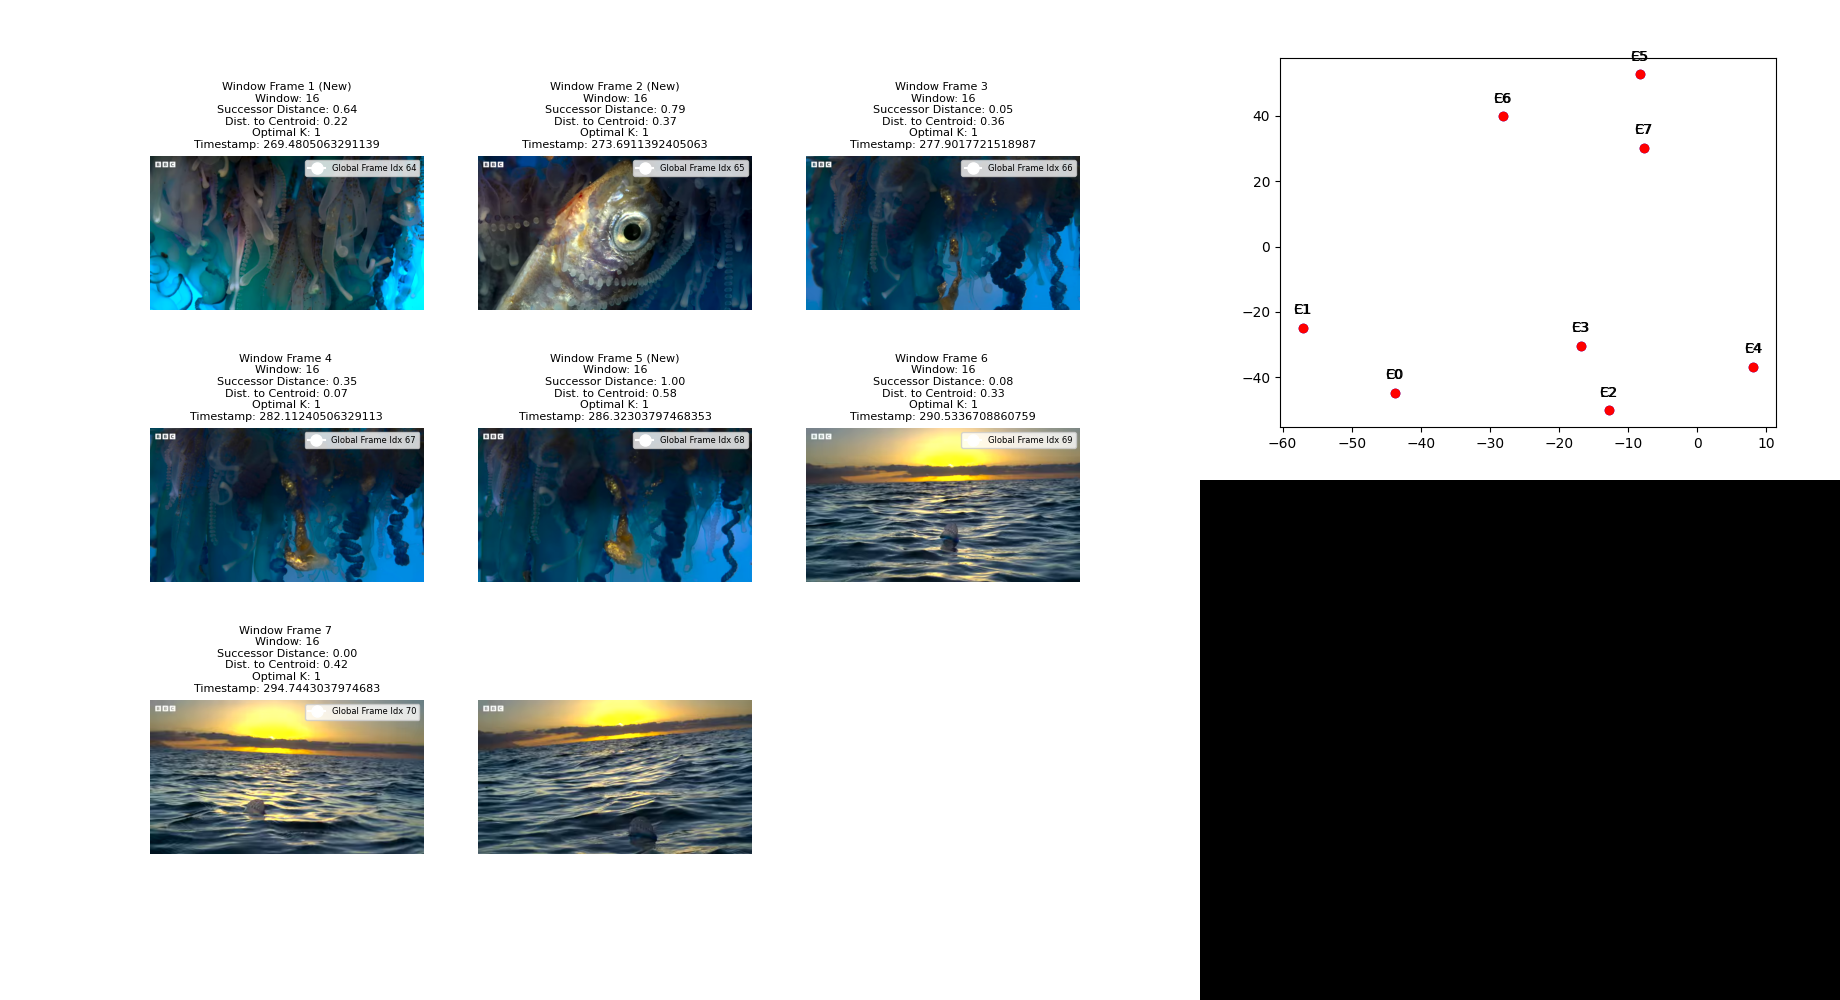 Window Frame 1 (New)
Window: 16
Successor Distance: 0.64
Dist. to Centroid: 0.22
Optimal K: 1
Timestamp: 269.4805063291139
BBC
Global Frame Idx 64
Window Frame 2 (New)
Window: 16
Successor Distance: 0.79
Dist. to Centroid: 0.37
Optimal K: 1
Timestamp: 273.6911392405063
BBC
Global Frame Idx 65
Window Frame 3
Window: 16
Successor Distance: 0.05
Dist. to Centroid: 0.36
Optimal K: 1
Timestamp: 277.9017721518987
BBC
Global Frame Idx 66
Window Frame 4
Window: 16
Successor Distance: 0.35
Dist. to Centroid: 0.07
Optimal K: 1
Timestamp: 282.11240506329113
BBC
Global Frame Idx 67
Window Frame 5 (New)
Window: 16
Successor Distance: 1.00
Dist. to Centroid: 0.58
Optimal K: 1
Timestamp: 286.32303797468353
BBC
Global Frame Idx 68
Window Frame 6
Window: 16
Successor Distance: 0.08
Dist. to Centroid: 0.33
Optimal K: 1
Timestamp: 290.5336708860759
BBC
Global Frame Idx 69
Window Frame 7
Window: 16
Successor Distance: 0.00
Dist. to Centroid: 0.42
Optimal K: 1
Timestamp: 294.7443037974683
BBC
Global Frame Idx 70
BBC
40
20
0
−20
−40
−60
−50
−40
−30
−20
−10
0
10